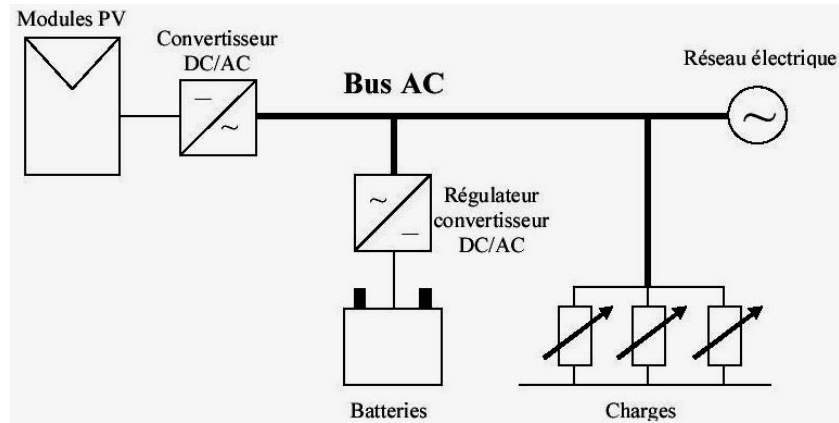 Modules PV
Convertisseur
DC/AC
Bus AC
Réseau électrique
Régulateur
convertisseur
DC/AC
Batteries
Charges